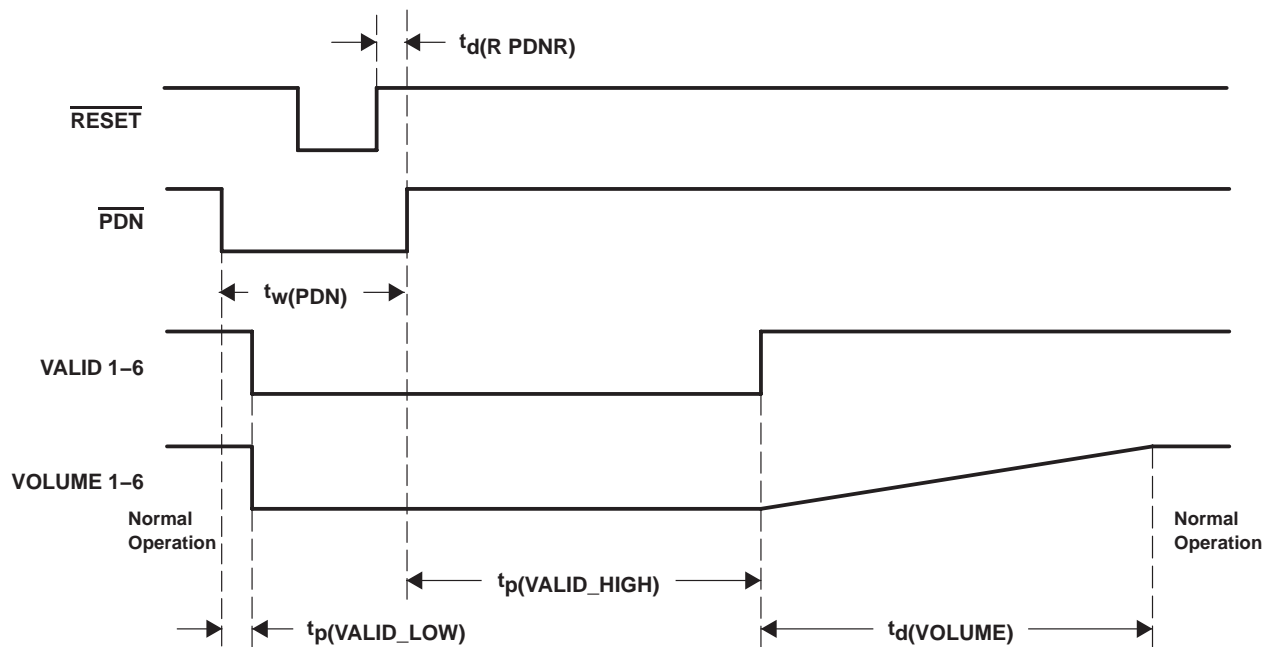 td(R PDNR)
RESET
PDN
tw(PDN)
VALID 1–6
VOLUME 1–6
Normal
Operation
Normal
Operation
tp(VALID_HIGH)
tp(VALID_LOW)
td(VOLUME)